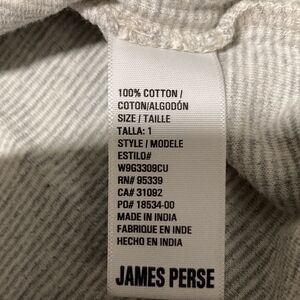 100% COTTON /
COTON/ALGODÓN
SIZE / TAILLE
TALLA: 1
STYLE / MODELE
ESTILO#
W963309CU
RN# 95339
CA# 31092
PO# 18534-00
MADE IN INDIA
FABRIQUE EN INDE
HECHO EN INDIA
JAMES PERSE